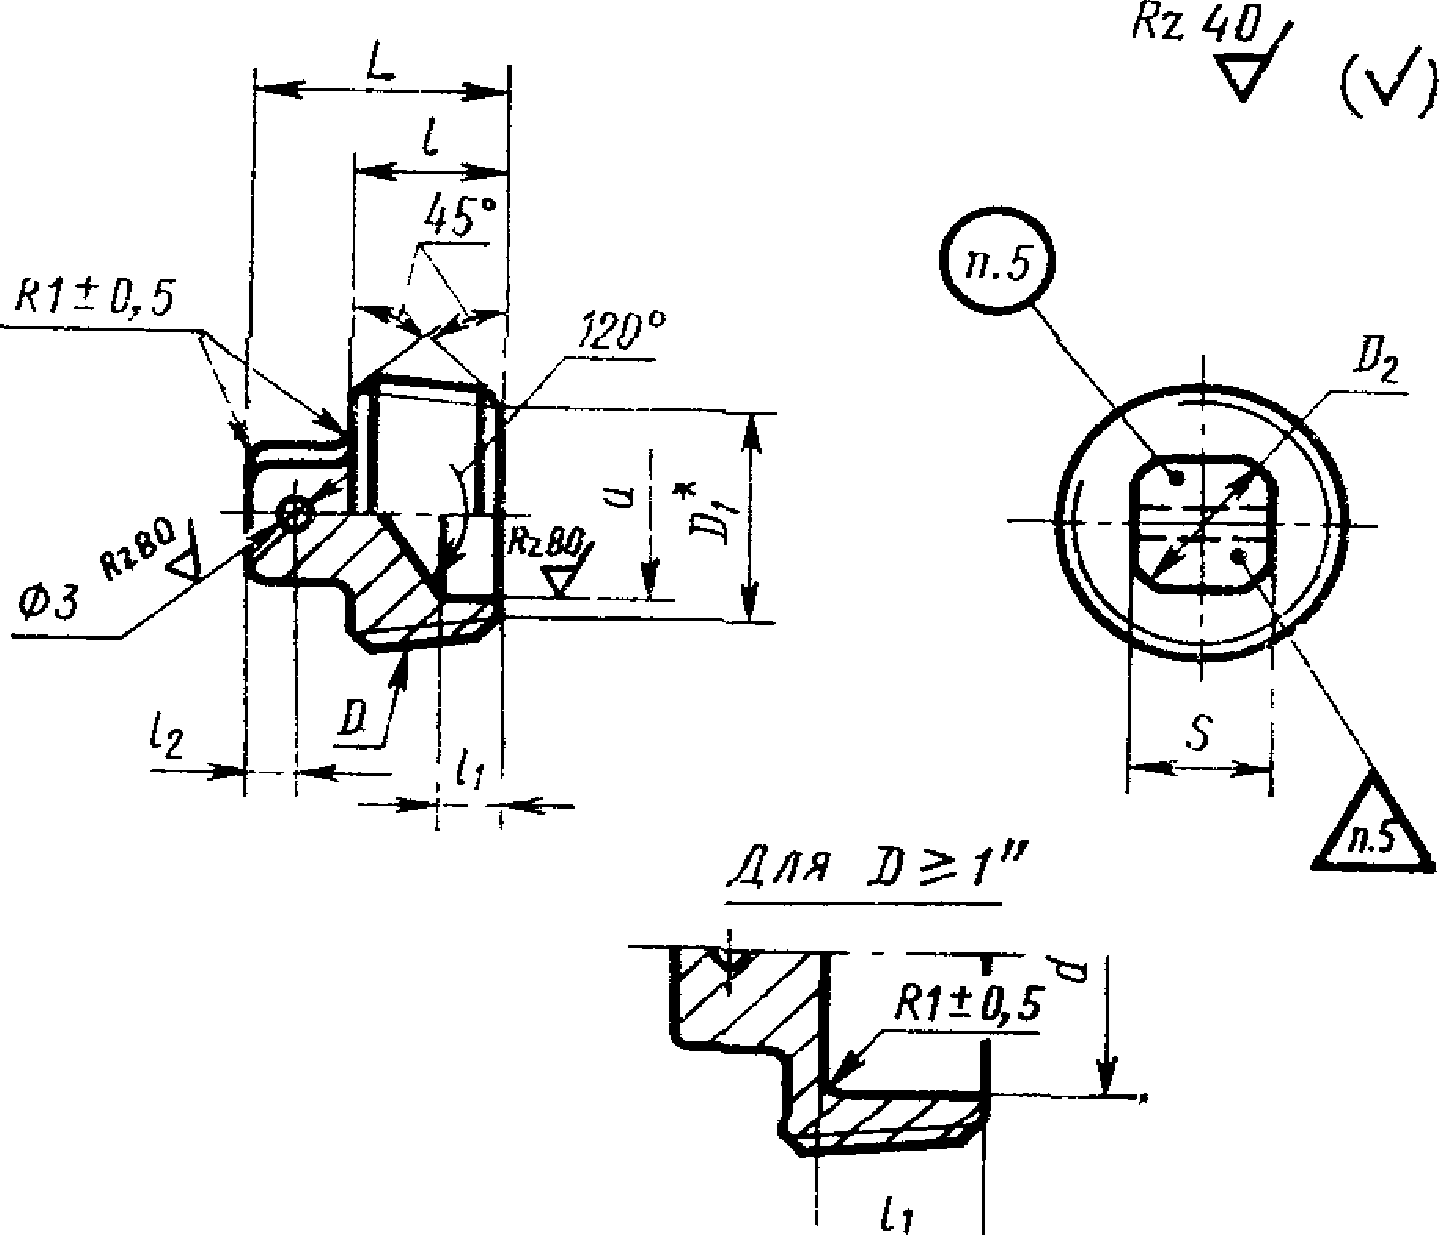 Rz 40
(√)
L
l
45°
R1±0,5
n.5
120°
D₂
d
D₁*
Rz80
Rz80
Ø3
D
S
l₂
l₁
n.5
Для D≥1"
d
R1±0,5
l₁